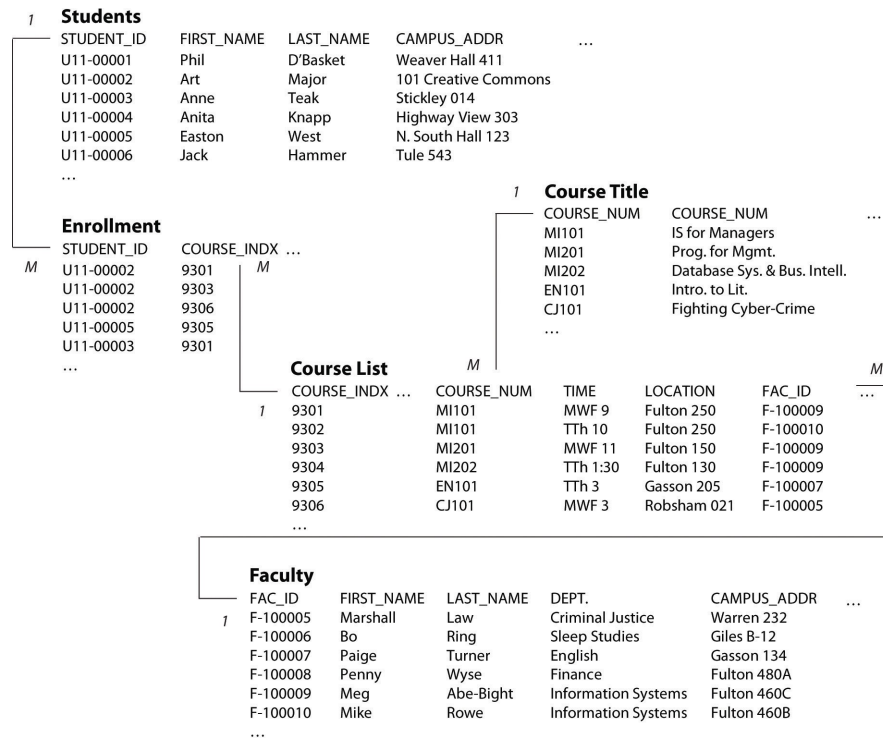 1 Students
STUDENT_ID FIRST_NAME LAST_NAME CAMPUS_ADDR …
U11-00001 Phil D’Basket Weaver Hall 411
U11-00002 Art Major 101 Creative Commons
U11-00003 Anne Teak Stickley 014
U11-00004 Anita Knapp Highway View 303
U11-00005 Easton West N. South Hall 123
U11-00006 Jack Hammer Tule 543
…
1 Course Title
COURSE_NUM COURSE_NUM …
MI101 IS for Managers
MI201 Prog. for Mgmt.
MI202 Database Sys. & Bus. Intell.
EN101 Intro. to Lit.
CJ101 Fighting Cyber-Crime
…
Enrollment
STUDENT_ID COURSE_INDX …
M U11-00002 9301 M
U11-00002 9303
U11-00002 9306
U11-00005 9305
U11-00003 9301
…
Course List M M
COURSE_INDX … COURSE_NUM TIME LOCATION FAC_ID …
1 9301 MI101 MWF 9 Fulton 250 F-100009
9302 MI101 TTh 10 Fulton 250 F-100010
9303 MI201 MWF 11 Fulton 150 F-100009
9304 MI202 TTh 1:30 Fulton 130 F-100009
9305 EN101 TTh 3 Gasson 205 F-100007
9306 CJ101 MWF 3 Robsham 021 F-100005
…
Faculty
FAC_ID FIRST_NAME LAST_NAME DEPT. CAMPUS_ADDR …
1 F-100005 Marshall Law Criminal Justice Warren 232
F-100006 Bo Ring Sleep Studies Giles B-12
F-100007 Paige Turner English Gasson 134
F-100008 Penny Wyse Finance Fulton 480A
F-100009 Meg Abe-Bight Information Systems Fulton 460C
F-100010 Mike Rowe Information Systems Fulton 460B
…